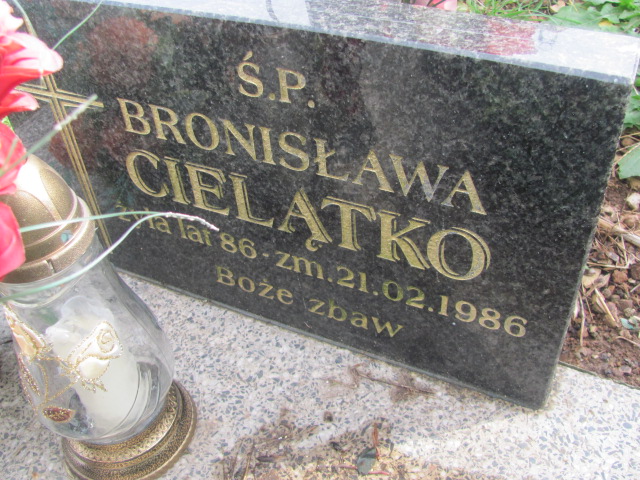 Ś.P.
BRONISŁAWA
CIELĄTKO
żyła lat 86 - zm. 21.02.1986
Boże zbaw